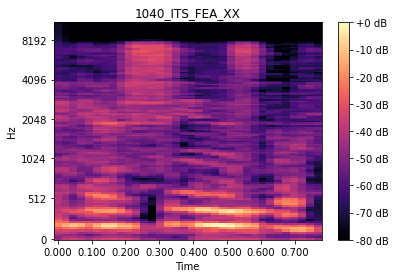 1040_ITS_FEA_XX
+0 dB
8192
-10 dB
4096
-20 dB
-30 dB
2048
Hz
-40 dB
1024
-50 dB
-60 dB
512
-70 dB
0
-80 dB
0.000 0.100 0.200 0.300 0.400 0.500 0.600 0.700
Time